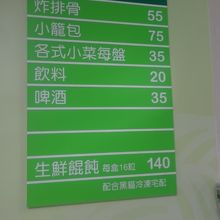 炸排骨 55
小籠包 75
各式小菜每盤 35
飲料 20
啤酒 35
生鮮餛飩 每盒16粒 140
配合黑貓冷凍宅配